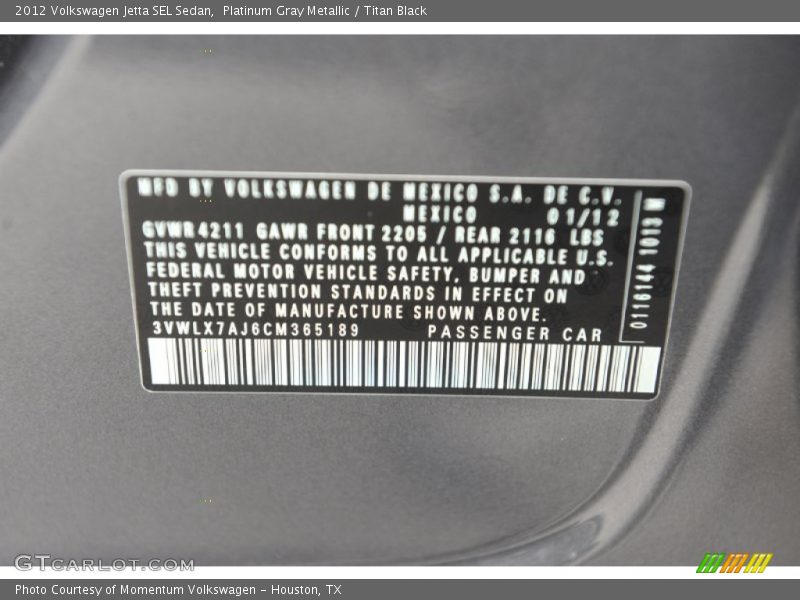 2012 Volkswagen Jetta SEL Sedan,  Platinum Gray Metallic / Titan Black
MFD BY VOLKSWAGEN DE MEXICO S.A. DE C.V.
MEXICO 01/12
GVWR 4211 GAWR FRONT 2205 / REAR 2116 LBS
THIS VEHICLE CONFORMS TO ALL APPLICABLE U.S.
FEDERAL MOTOR VEHICLE SAFETY, BUMPER AND
THEFT PREVENTION STANDARDS IN EFFECT ON
THE DATE OF MANUFACTURE SHOWN ABOVE.
3VWLX7AJ6CM365189 PASSENGER CAR
0116144 1013 M
GTCARLOT.COM
Photo Courtesy of Momentum Volkswagen - Houston, TX